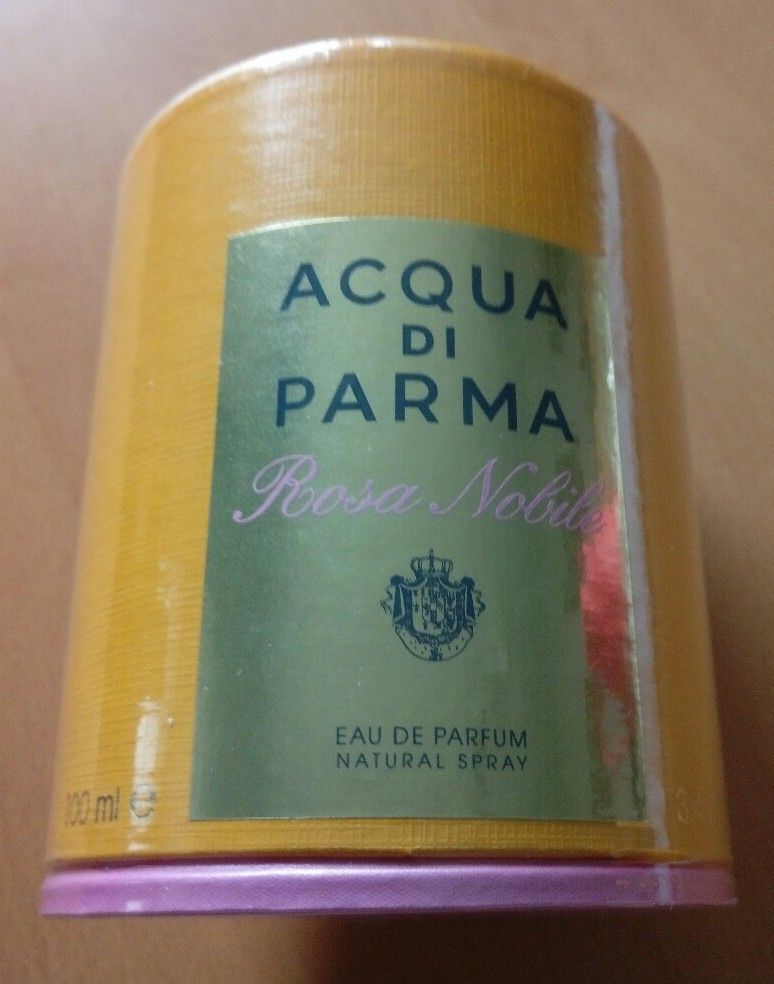 ACQUA
DI
PARMA
Rosa Nobile
EAU DE PARFUM
NATURAL SPRAY
100 ml e